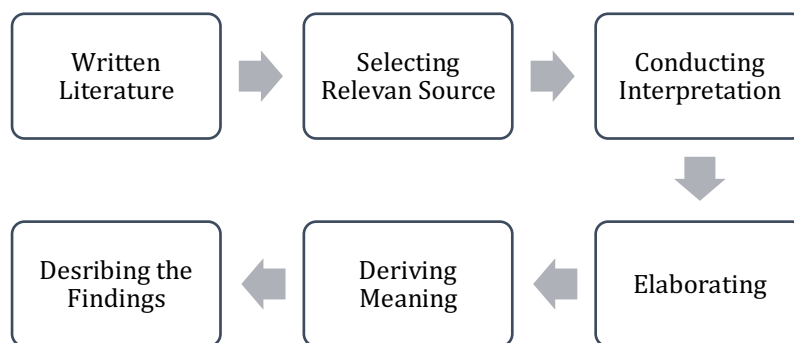 Written
Literature
Selecting
Relevan Source
Conducting
Interpretation
Elaborating
Deriving
Meaning
Desribing the
Findings